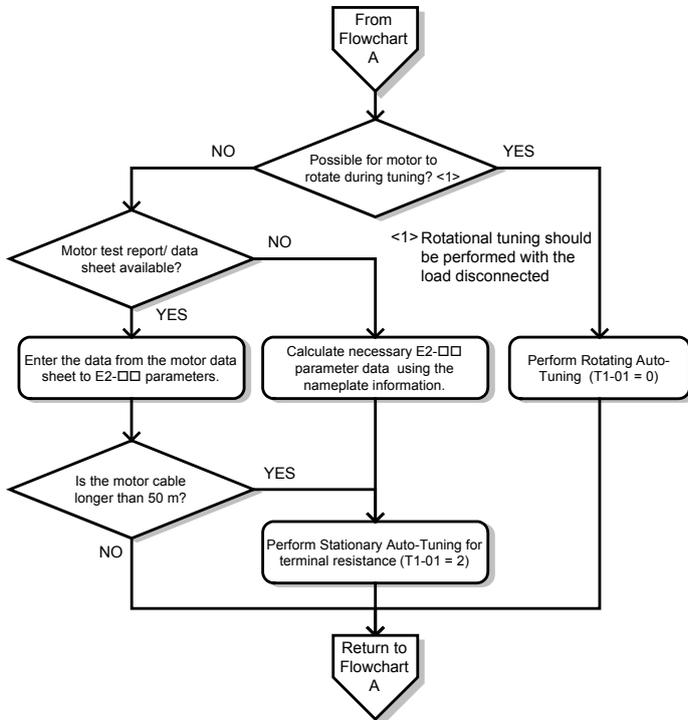 From
Flowchart
A
NO
YES
Possible for motor to
rotate during tuning? <1>
Motor test report/ data
sheet available?
NO
<1> Rotational tuning should
be performed with the
load disconnected
YES
Enter the data from the motor data
sheet to E2-□□ parameters.
Calculate necessary E2-□□
parameter data using the
nameplate information.
Perform Rotating Auto-
Tuning (T1-01 = 0)
Is the motor cable
longer than 50 m?
YES
NO
Perform Stationary Auto-Tuning for
terminal resistance (T1-01 = 2)
Return to
Flowchart
A